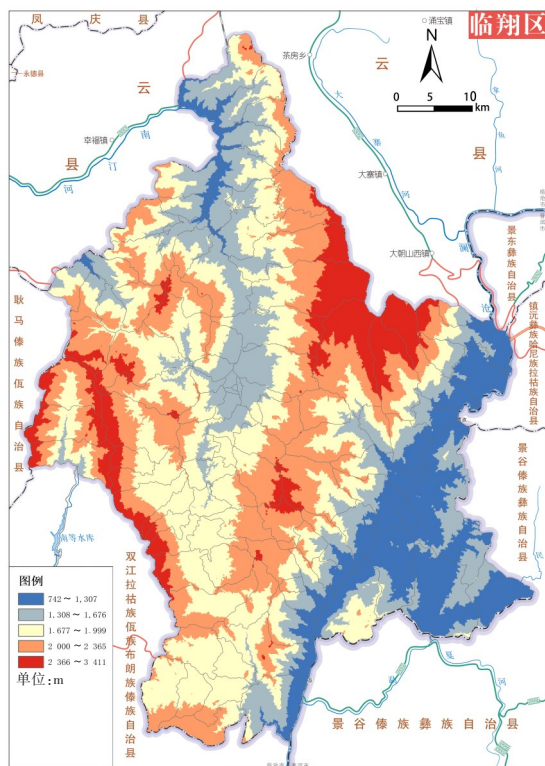 临翔区
凤庆县
涌宝镇
N
茶房乡
永德县
云县
云县
0 5 10
km
大寨河
幸福镇
南汀河
大寨镇
澜沧
大朝山西镇
景东彝族自治县
镇沅彝族哈尼族拉祜族自治县
耿马傣族佤族自治县
景谷傣族彝族自治县
南等水库
双江拉祜族佤族布朗族傣族自治县
图例
742～ 1,307
1,308～ 1,676
1.677～ 1.999
2 000～ 2 365
2 366～ 3 411
单位:m
河
景谷傣族彝族自治县